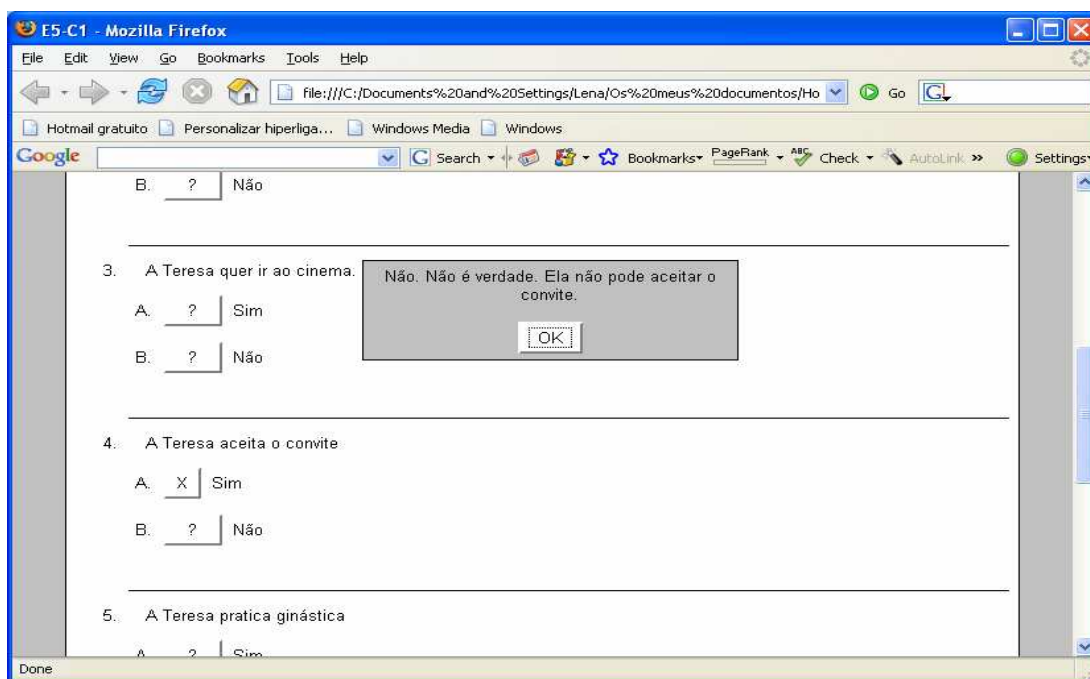 E5-C1 - Mozilla Firefox
File Edit View Go Bookmarks Tools Help
file:///C:/Documents%20and%20Settings/Lena/Os%20meus%20documentos/Ho Go G
Hotmail gratuito Personalizar hiperliga... Windows Media Windows
Google G Search Bookmarks PageRank ABC Check AutoLink » Settings
B. ? Não
3. A Teresa quer ir ao cinema.
Não. Não é verdade. Ela não pode aceitar o
convite.
OK
A. ? Sim
B. ? Não
4. A Teresa aceita o convite
A. X Sim
B. ? Não
5. A Teresa pratica ginástica
A. ? Sim
Done